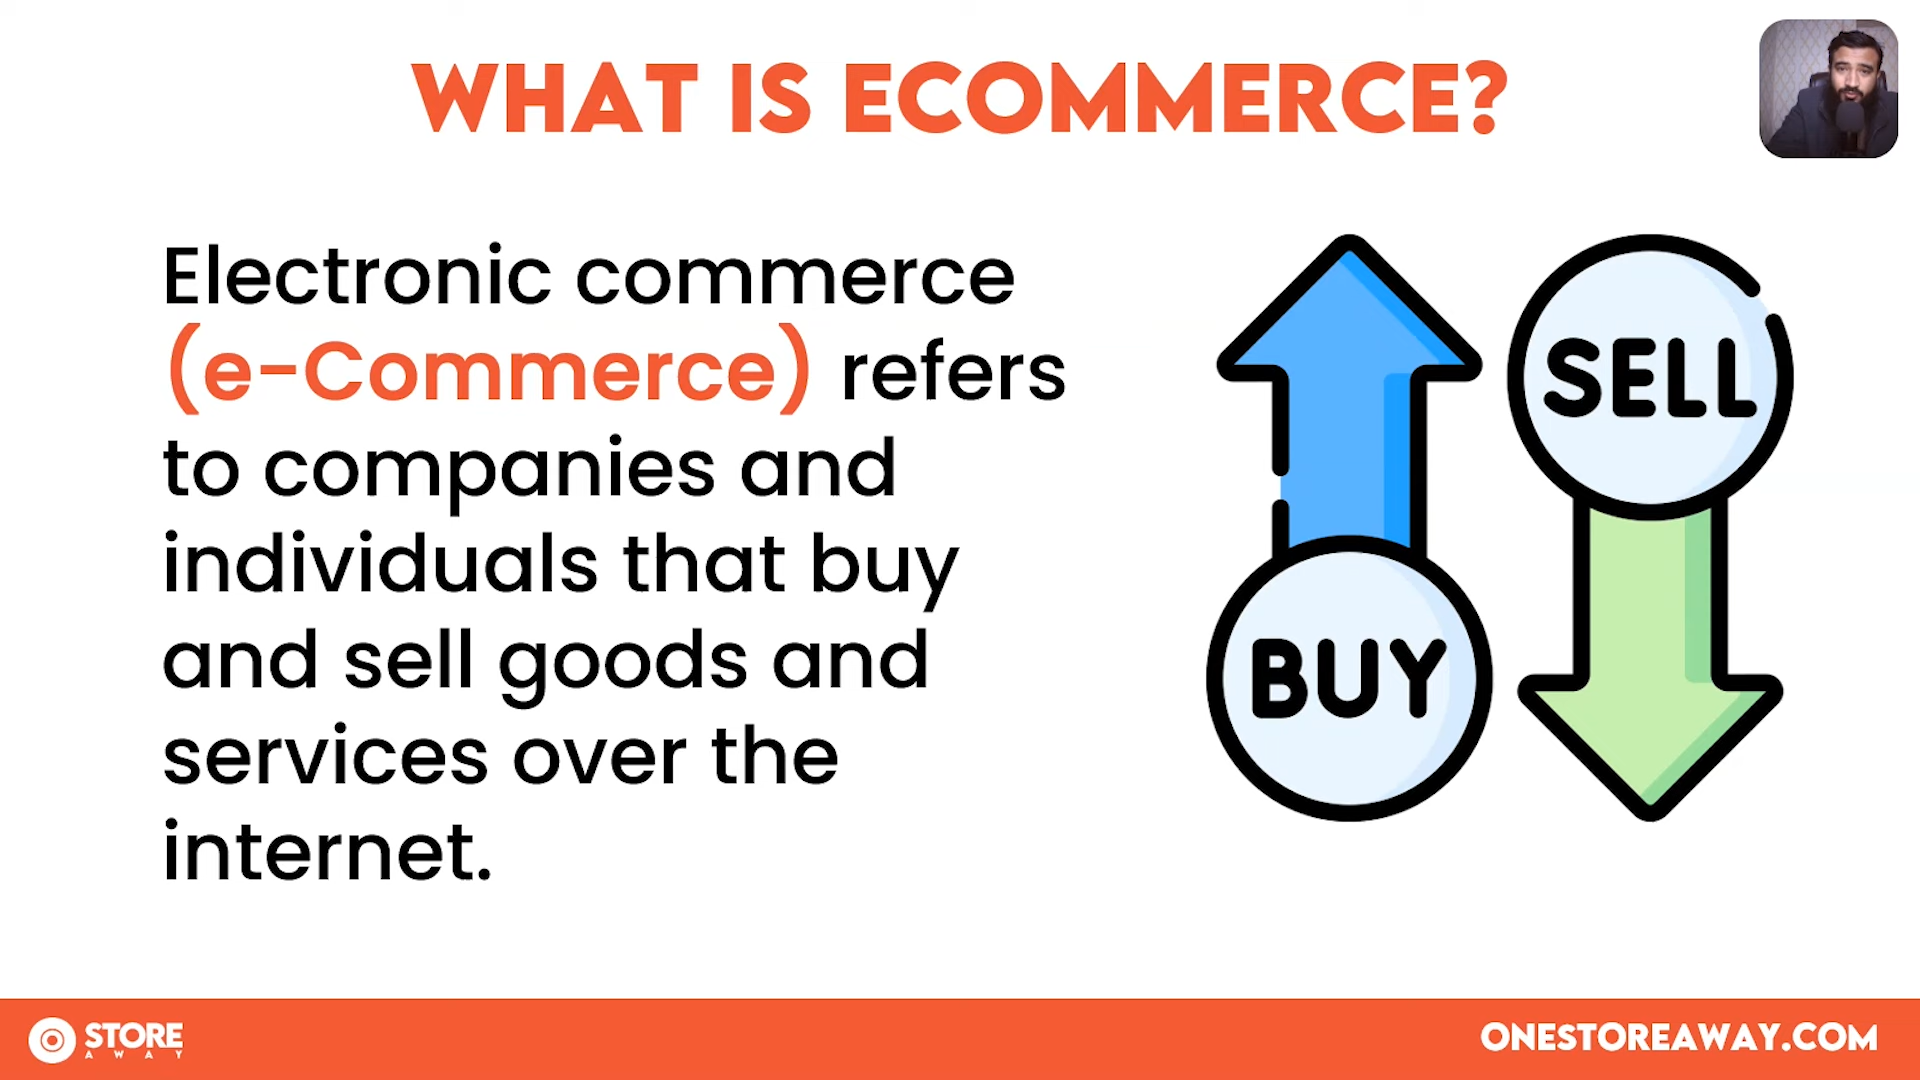 WHAT IS ECOMMERCE?
Electronic commerce
(e-Commerce) refers
to companies and
individuals that buy
and sell goods and
services over the
internet.
SELL
BUY
STORE
AWAY
ONESTOREAWAY.COM